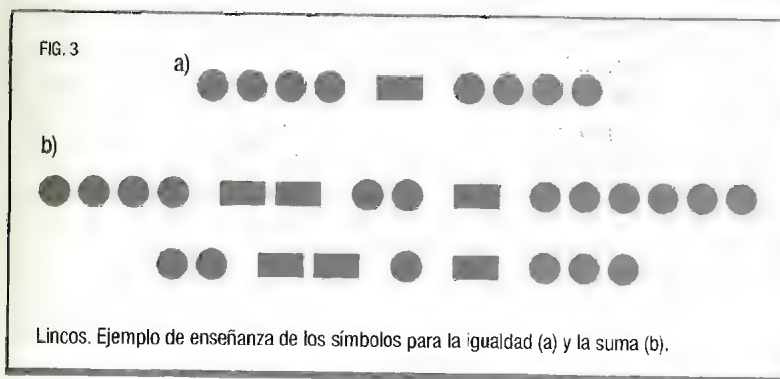 FIG. 3
a)
b)
Lincos. Ejemplo de enseñanza de los símbolos para la igualdad (a) y la suma (b).